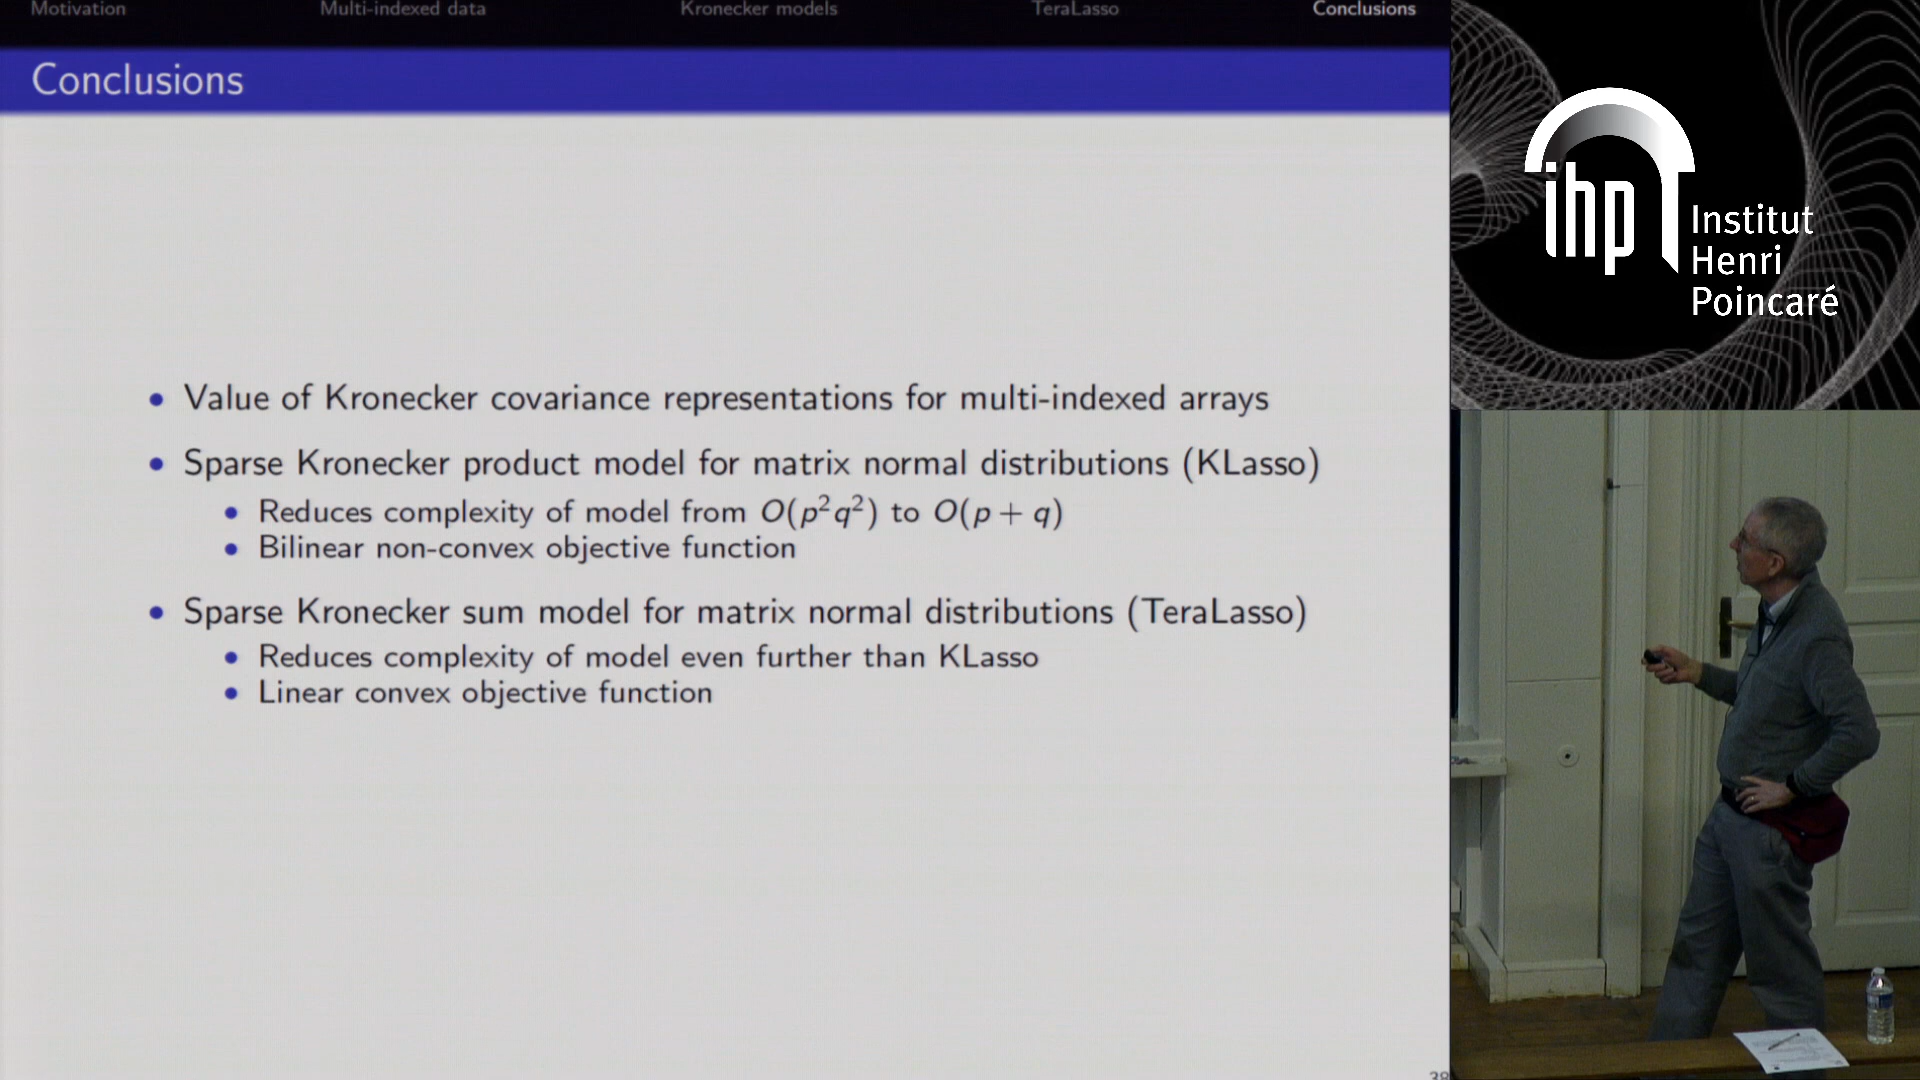 Motivation Multi-indexed data Kronecker models TeraLasso Conclusions
Conclusions
• Value of Kronecker covariance representations for multi-indexed arrays
• Sparse Kronecker product model for matrix normal distributions (KLasso)
• Reduces complexity of model from O(p²q²) to O(p + q)
• Bilinear non-convex objective function
• Sparse Kronecker sum model for matrix normal distributions (TeraLasso)
• Reduces complexity of model even further than KLasso
• Linear convex objective function
ihp
Institut
Henri
Poincaré